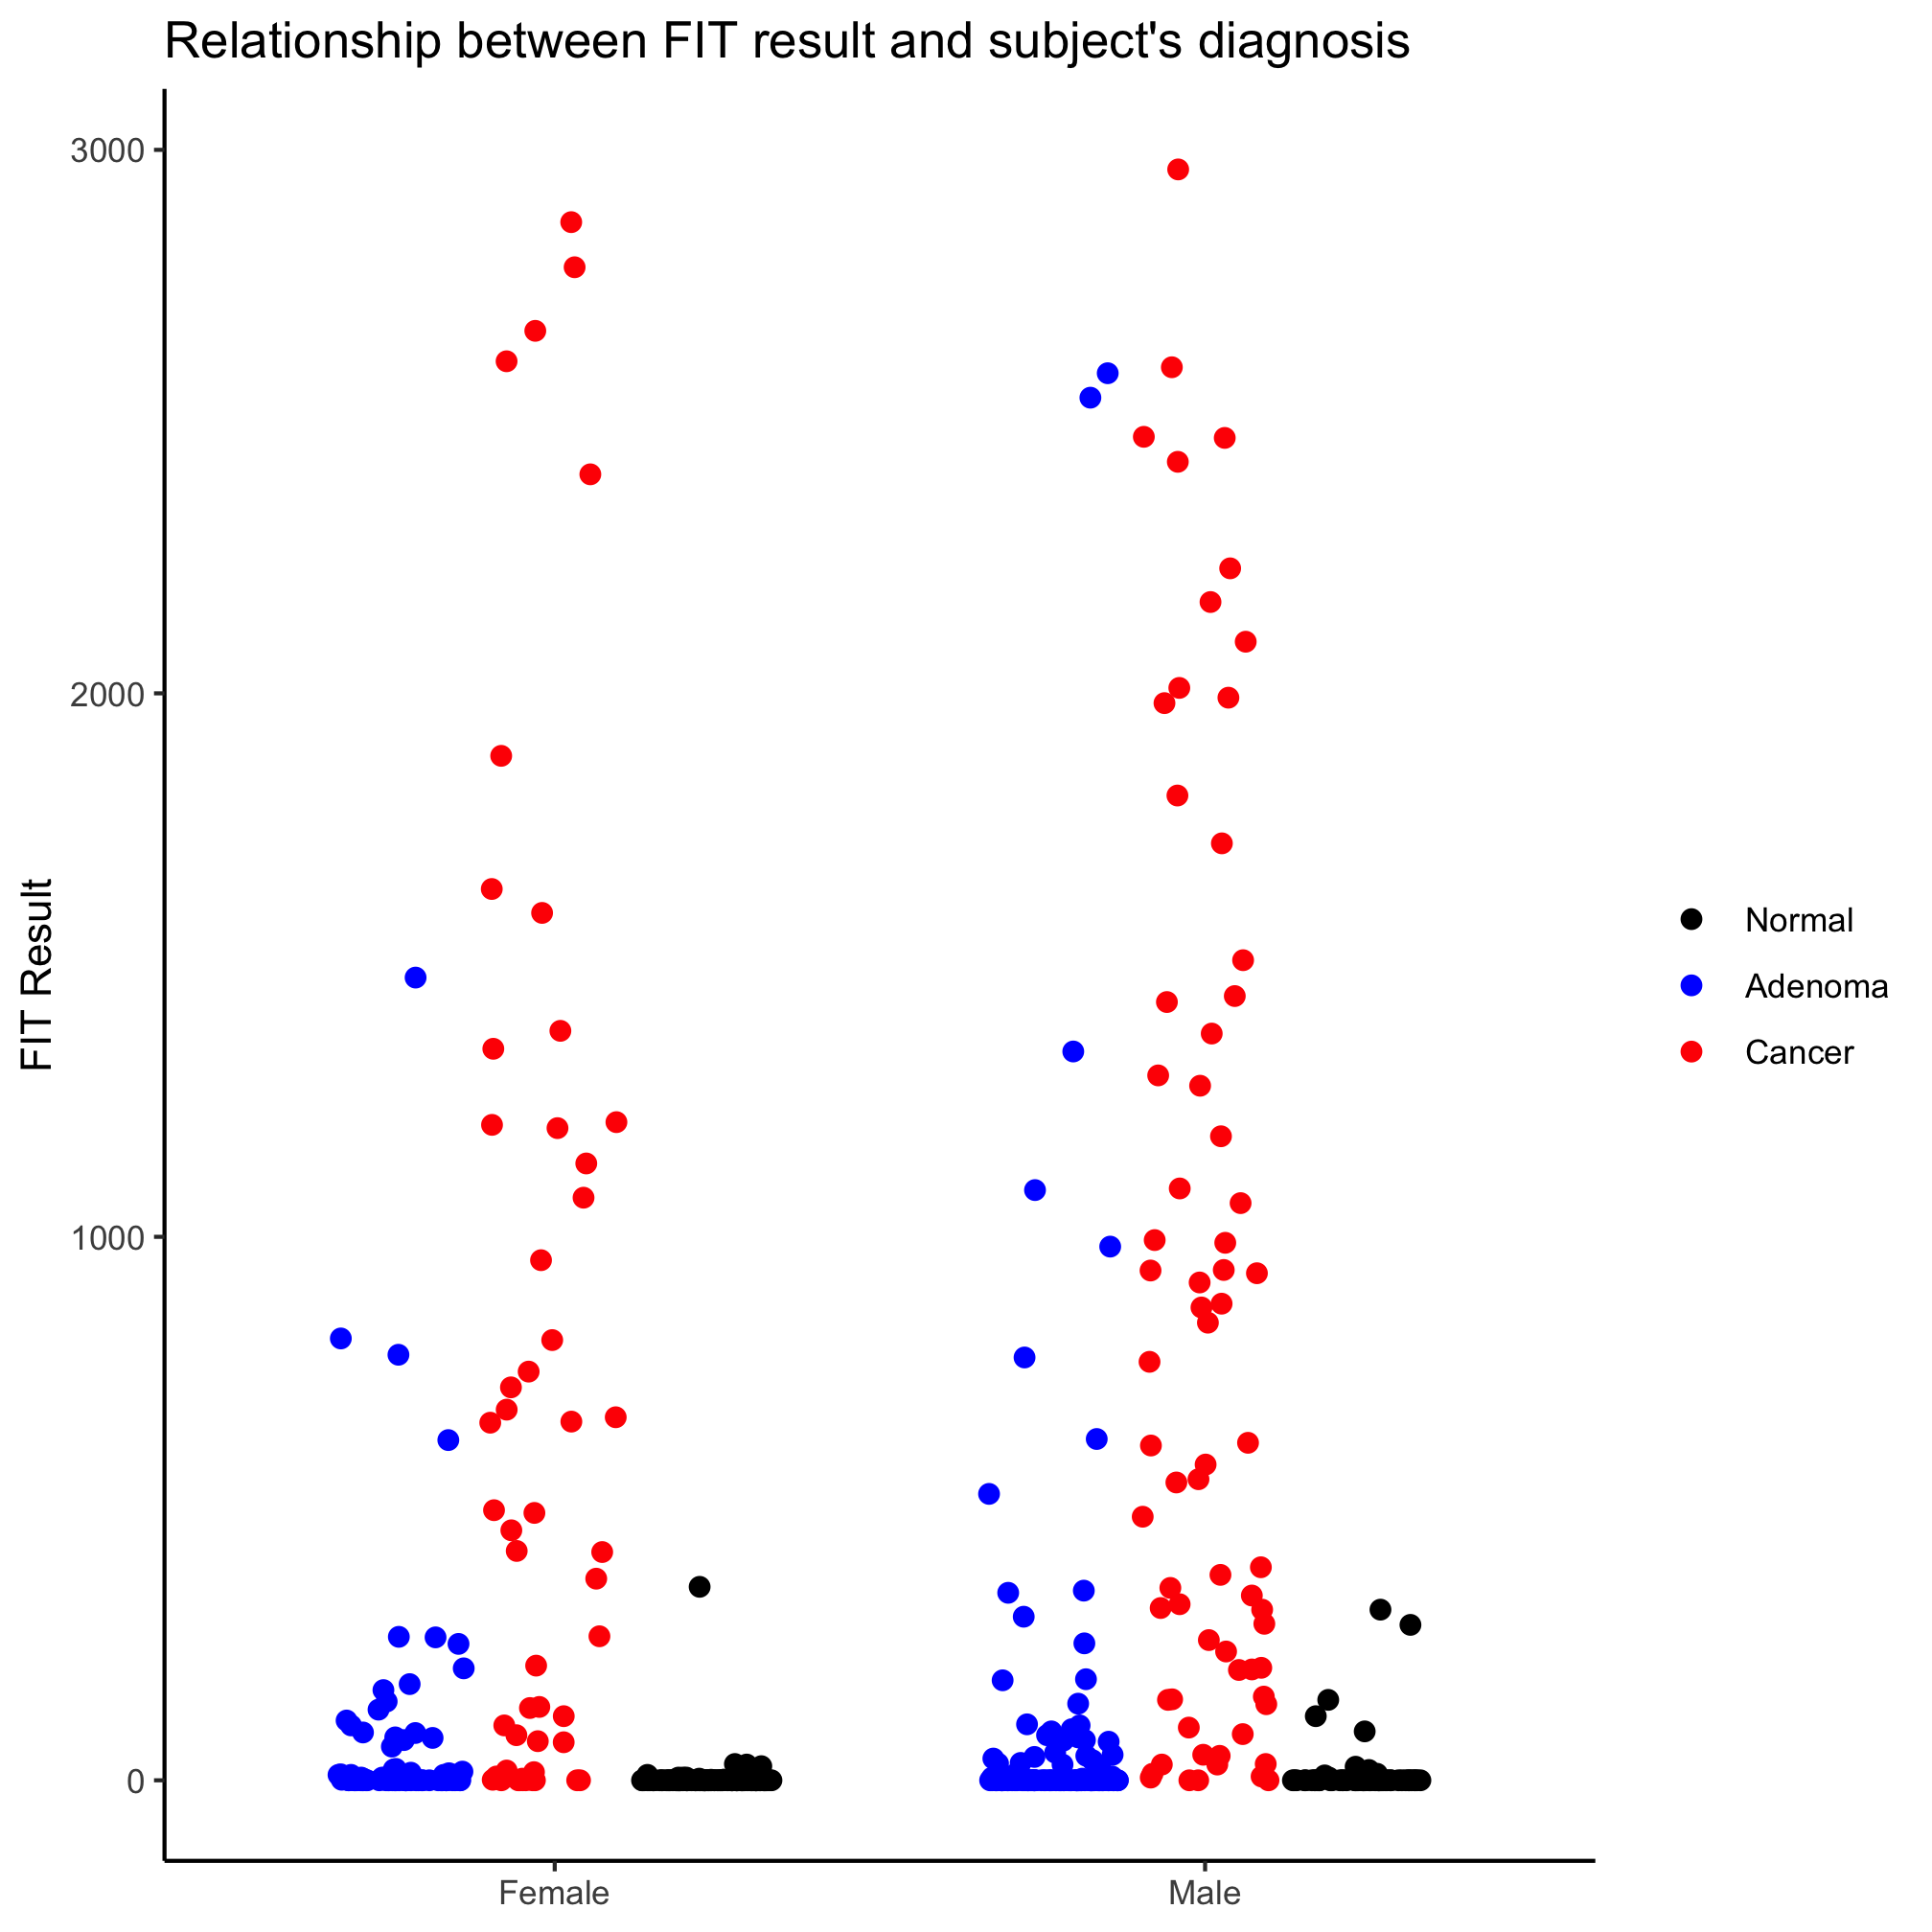 Relationship between FIT result and subject's diagnosis
3000
2000
1000
0
FIT Result
Female
Male
Normal
Adenoma
Cancer